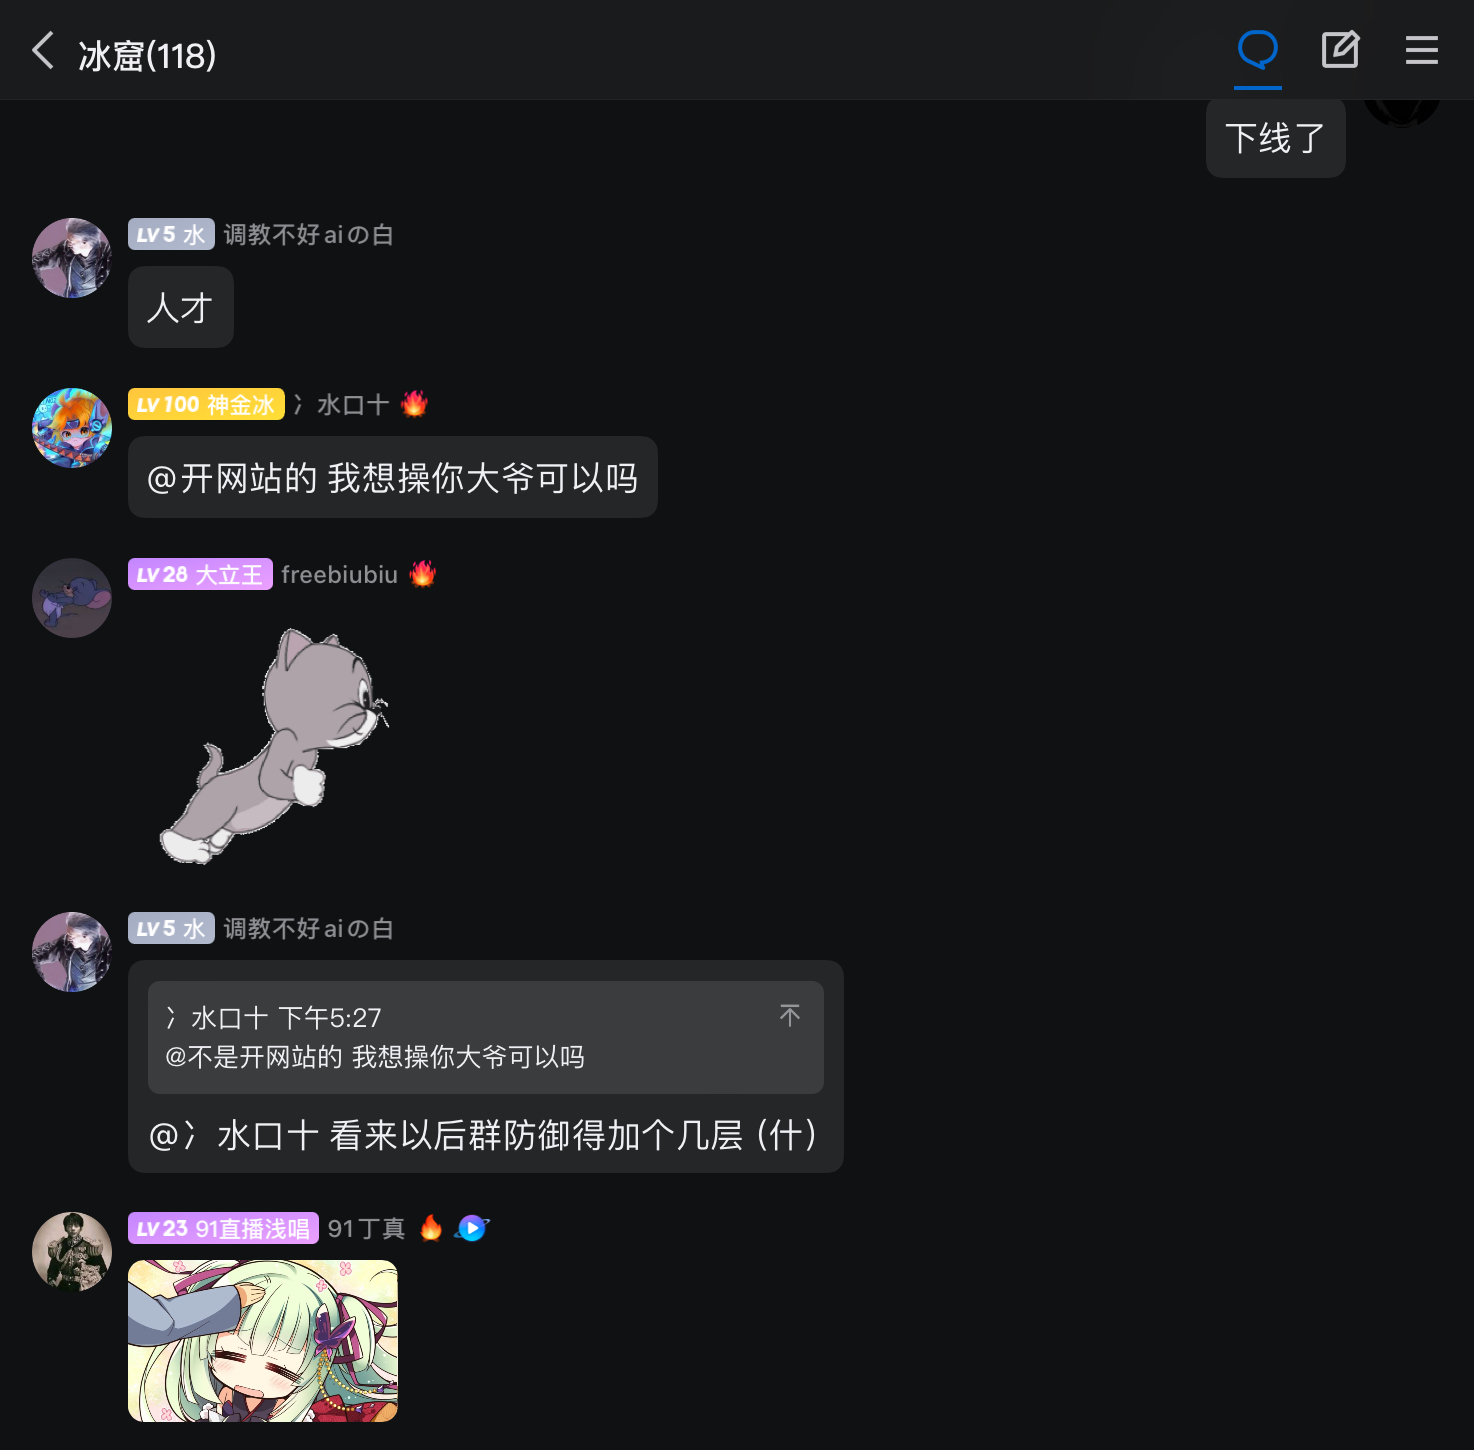 冰窟(118)
下线了
LV5 水 调教不好aiの白
人才
LV100 神金冰 冫水口十
@开网站的 我想操你大爷可以吗
LV28 大立王 freebiubiu
LV5 水 调教不好aiの白
冫水口十 下午5:27
@不是开网站的 我想操你大爷可以吗
@冫水口十 看来以后群防御得加个几层 (什)
LV23 91直播浅唱 91丁真